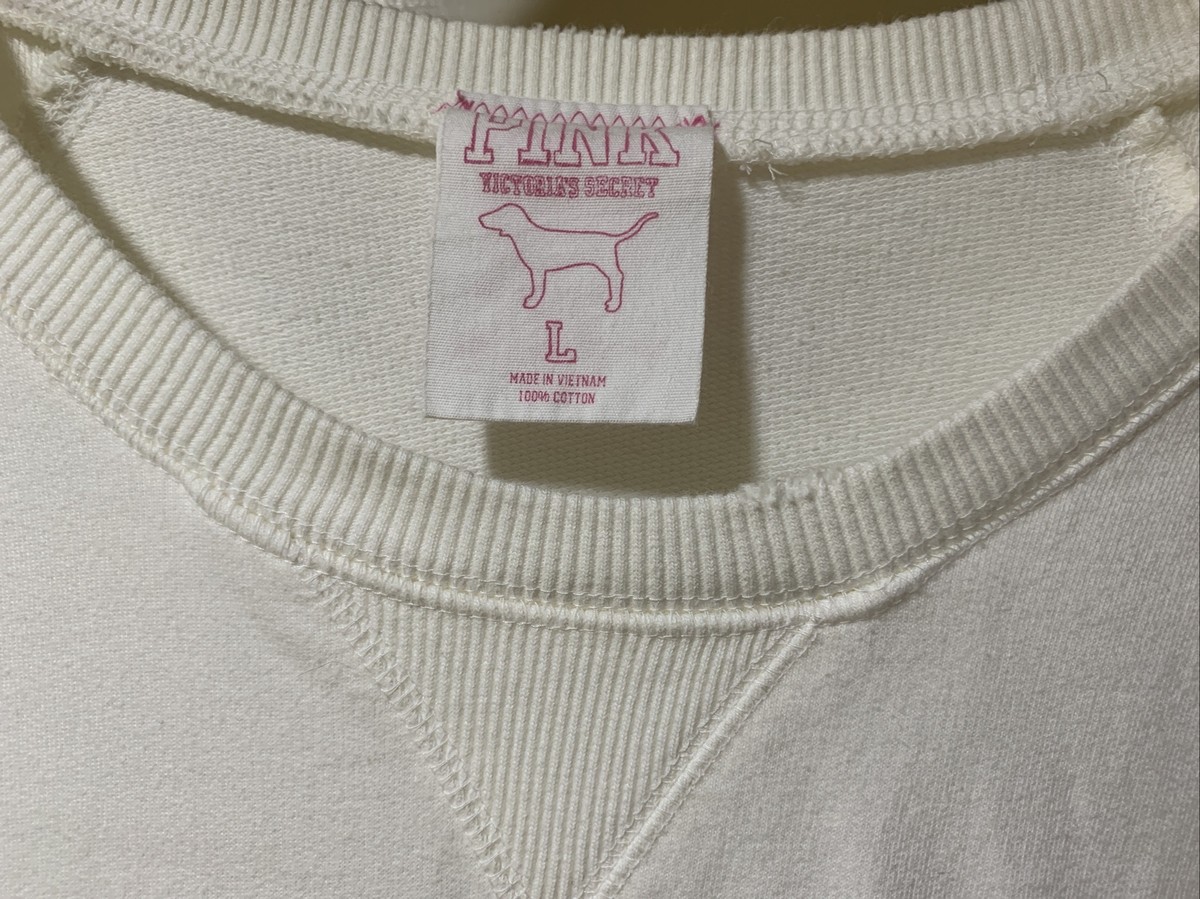 PINK
VICTORIA'S SECRET
L
MADE IN VIETNAM
100% COTTON